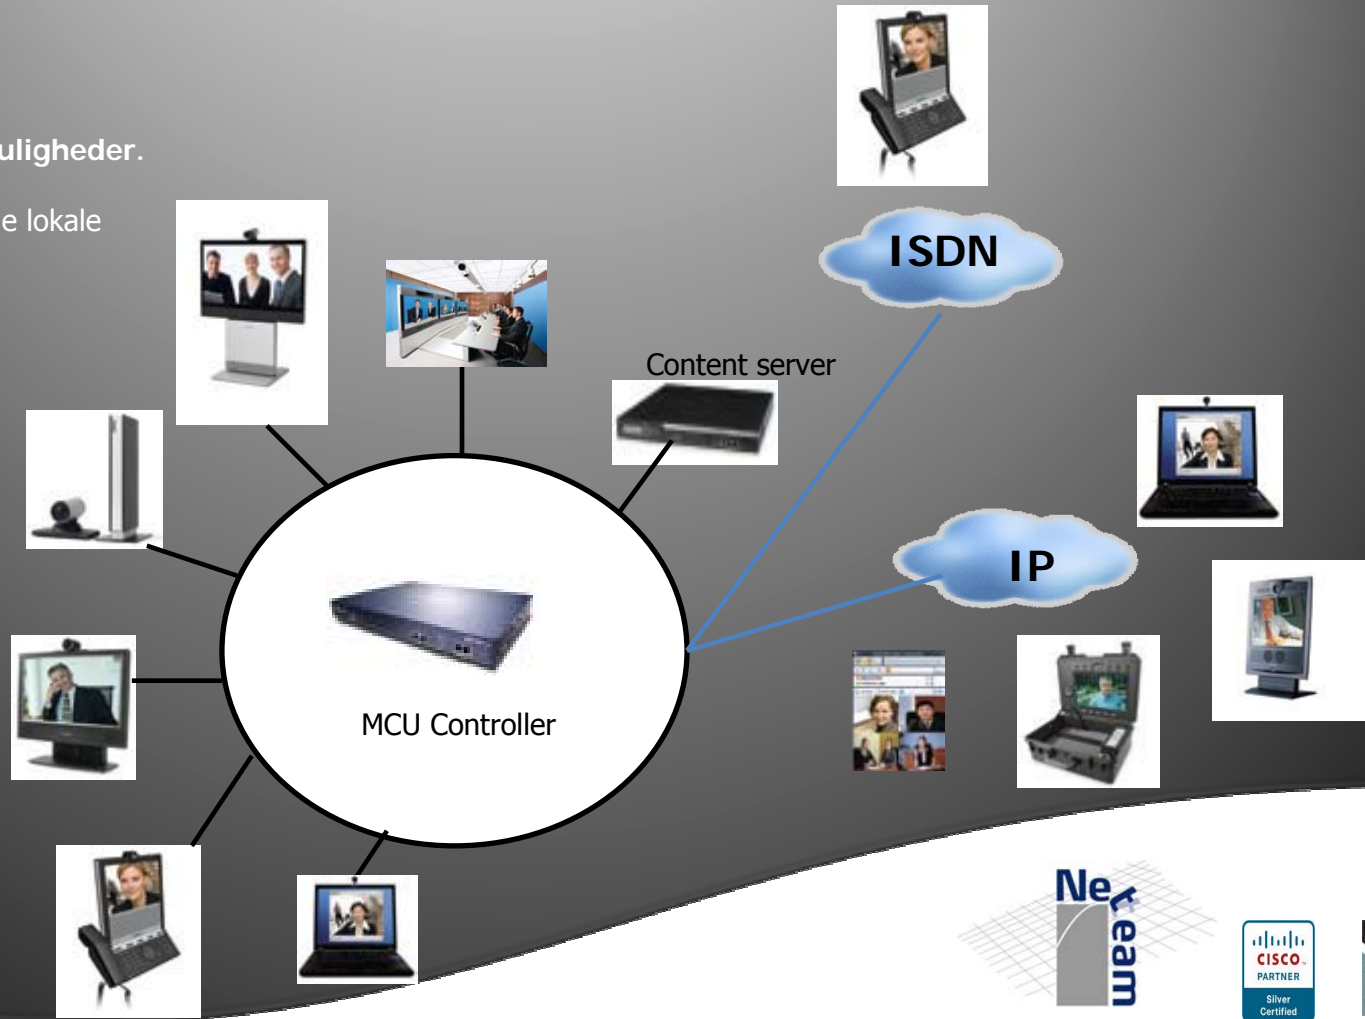 uligheder.
e lokale
ISDN
Content server
IP
MCU Controller
NeTeam
CISCO
PARTNER
Silver
Certified